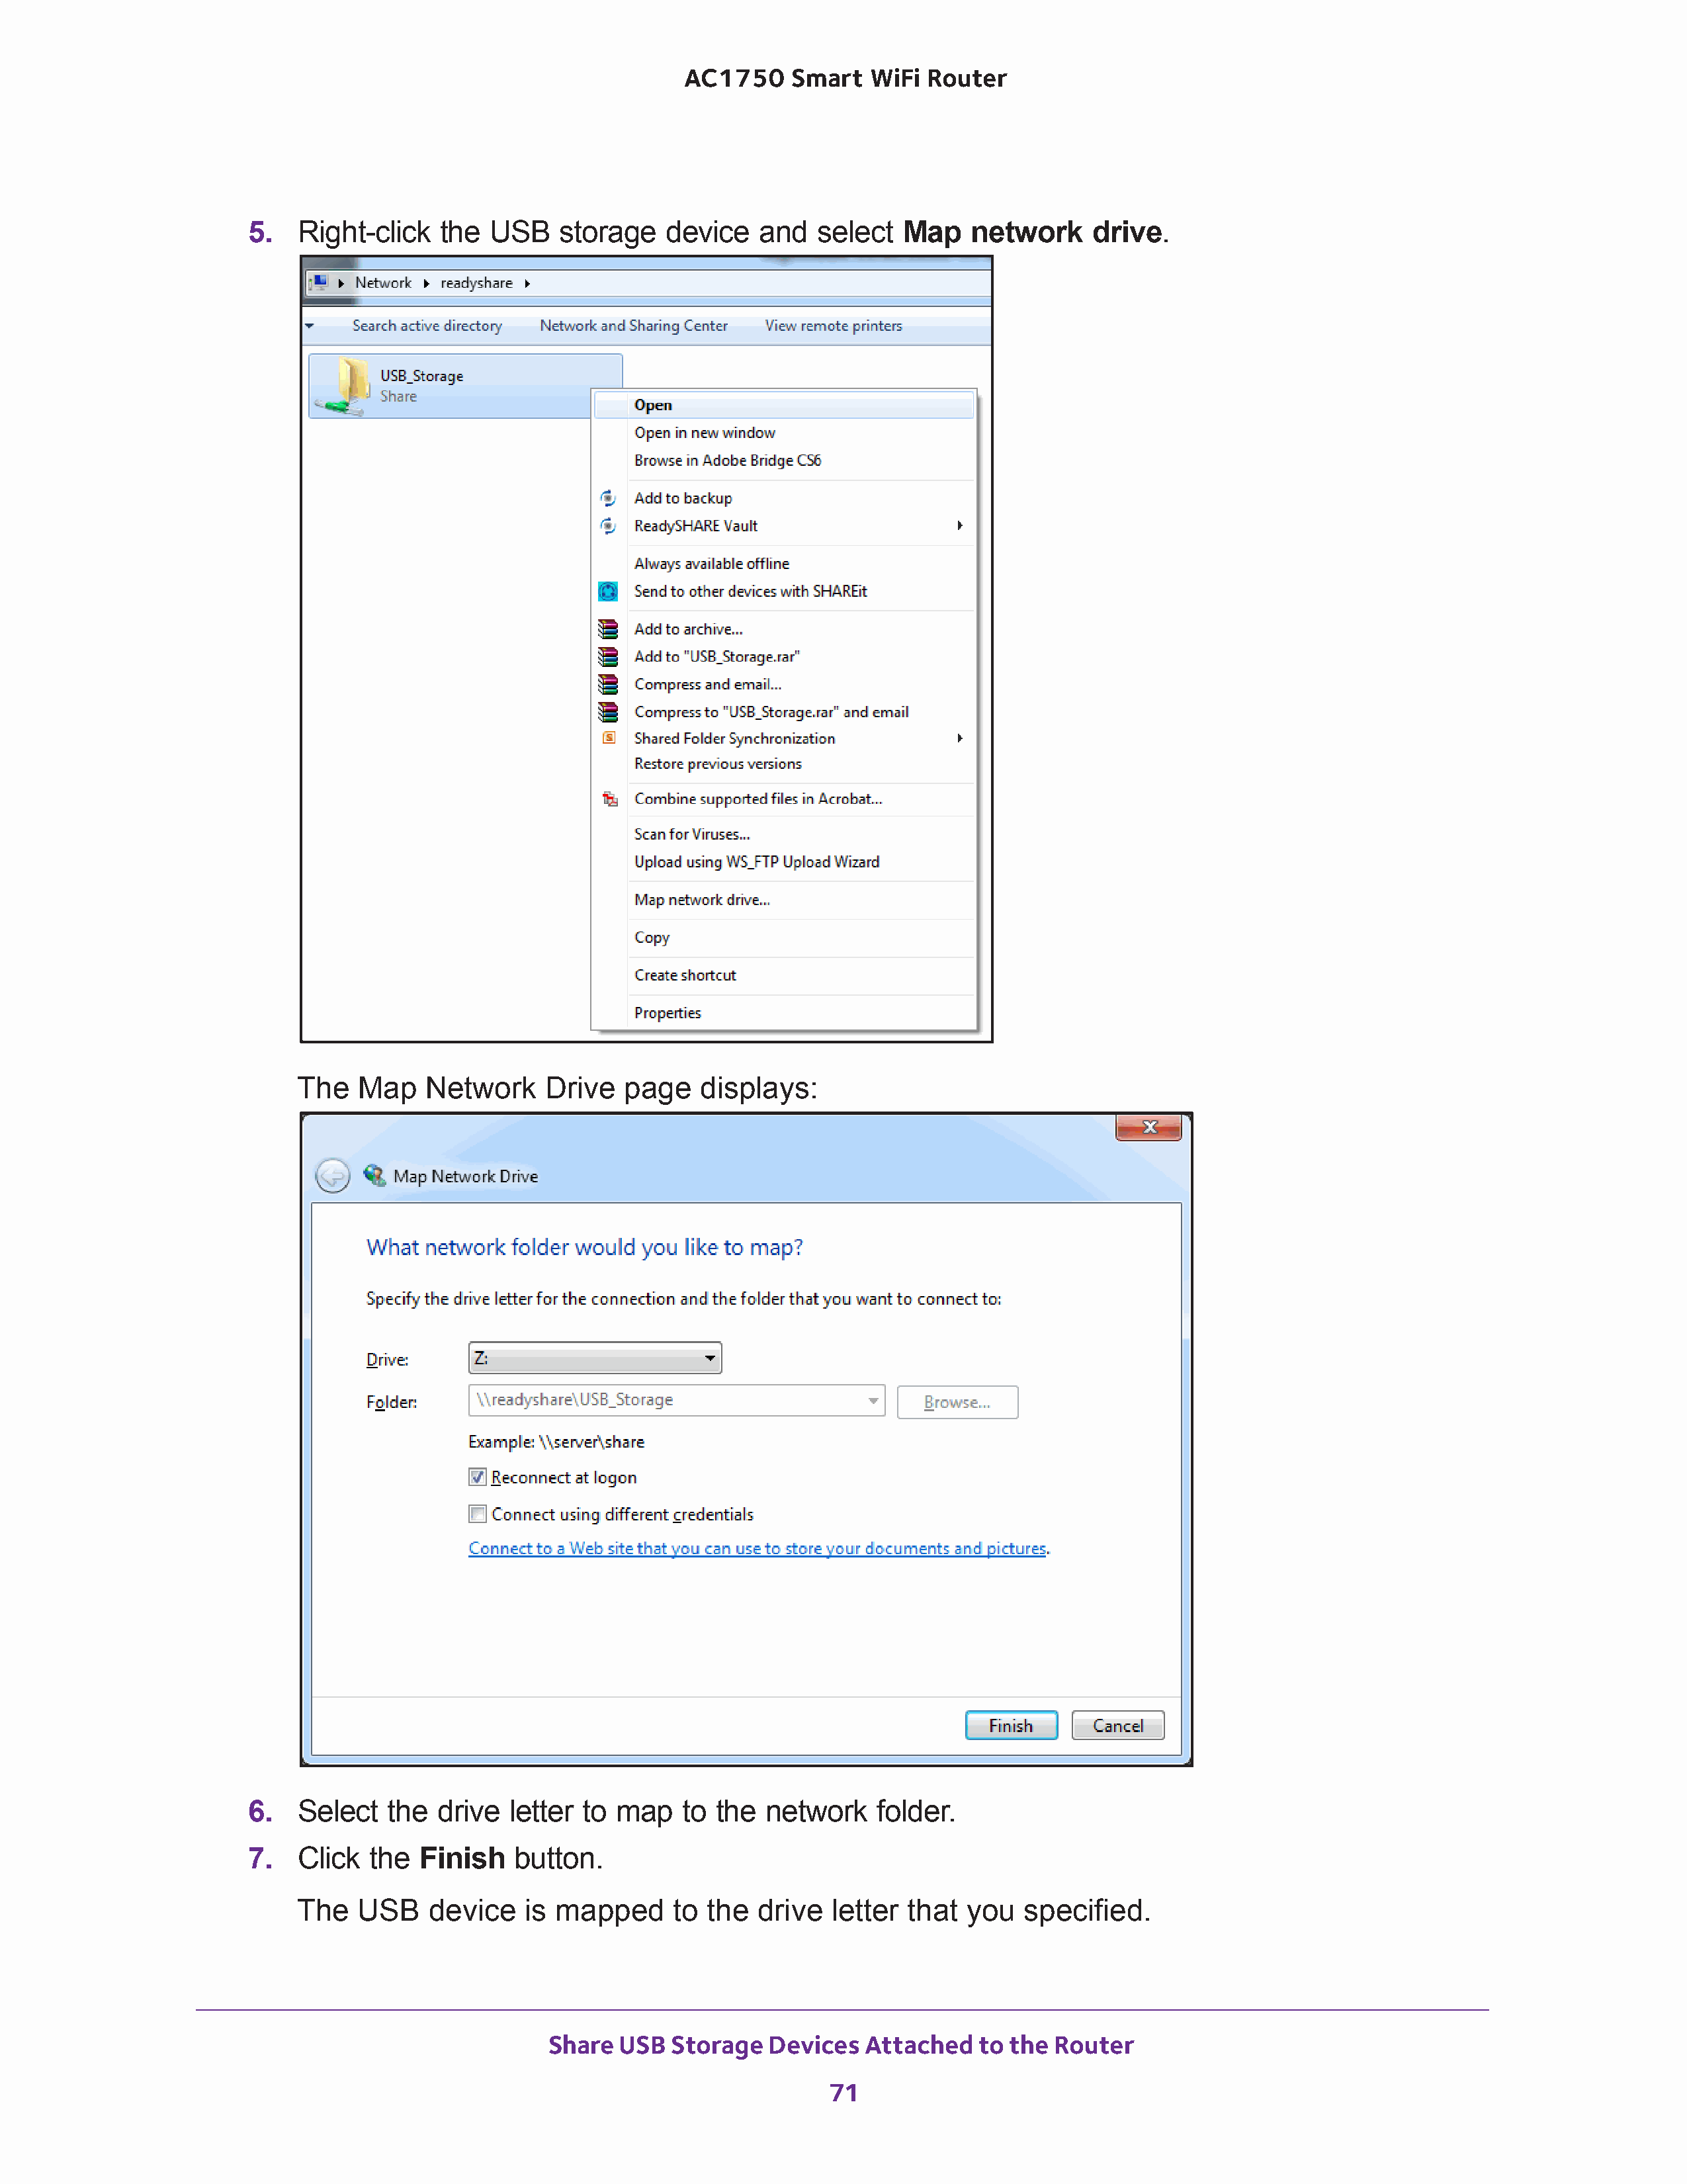 AC1750 Smart WiFi Router
5. Right-click the USB storage device and select Map network drive.
Network readyshare
Search active directory Network and Sharing Center View remote printers
USB_Storage
Share
Open
Open in new window
Browse in Adobe Bridge CS6
Add to backup
ReadySHARE Vault
Always available offline
Send to other devices with SHAREit
Add to archive...
Add to "USB_Storage.rar"
Compress and email...
Compress to "USB_Storage.rar" and email
Shared Folder Synchronization
Restore previous versions
Combine supported files in Acrobat...
Scan for Viruses...
Upload using WS_FTP Upload Wizard
Map network drive...
Copy
Create shortcut
Properties
The Map Network Drive page displays:
Map Network Drive
What network folder would you like to map?
Specify the drive letter for the connection and the folder that you want to connect to:
Drive: Z:
Folder: \\readyshare\USB_Storage Browse...
Example: \\server\share
Reconnect at logon
Connect using different credentials
Connect to a Web site that you can use to store your documents and pictures.
Finish Cancel
6. Select the drive letter to map to the network folder.
7. Click the Finish button.
The USB device is mapped to the drive letter that you specified.
Share USB Storage Devices Attached to the Router
71